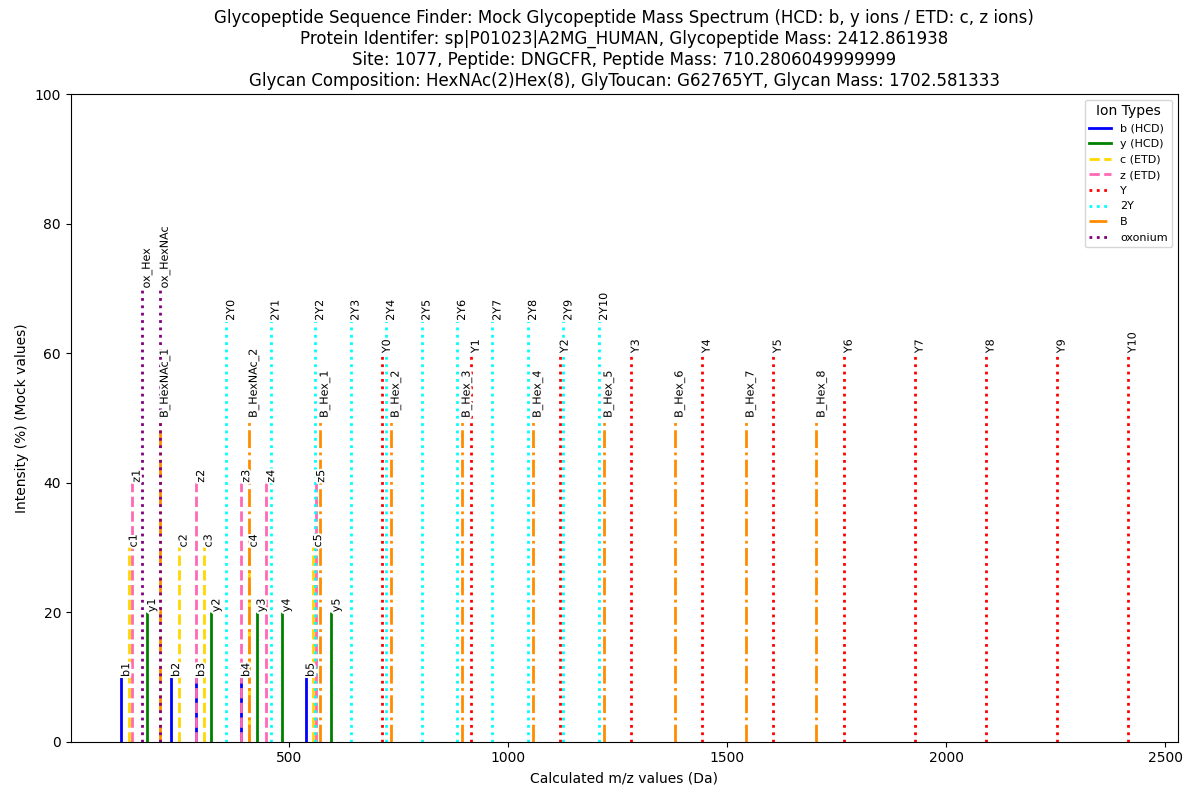 Glycopeptide Sequence Finder: Mock Glycopeptide Mass Spectrum (HCD: b, y ions / ETD: c, z ions)
Protein Identifer: sp|P01023|A2MG_HUMAN, Glycopeptide Mass: 2412.861938
Site: 1077, Peptide: DNGCFR, Peptide Mass: 710.2806049999999
Glycan Composition: HexNAc(2)Hex(8), GlyToucan: G62765YT, Glycan Mass: 1702.581333
Intensity (%) (Mock values)
100
80
60
40
20
0
Ion Types
b (HCD)
y (HCD)
c (ETD)
z (ETD)
Y
2Y
B
oxonium
ox_Hex
ox_HexNAc
2Y0
2Y1
2Y2
2Y3
2Y4
2Y5
2Y6
2Y7
2Y8
2Y9
2Y10
Y0
Y1
Y2
Y3
Y4
Y5
Y6
Y7
Y8
Y9
Y10
B_HexNAc_1
B_HexNAC_2
B_Hex_1
B_Hex_2
B_Hex_3
B_Hex_4
B_Hex_5
B_Hex_6
B_Hex_7
B_Hex_8
z1
z2
z3
z4
z5
c1
c2
c3
c4
c5
y1
y2
y3
y4
y5
b1
b2
b3
b4
b5
500
1000
1500
2000
2500
Calculated m/z values (Da)